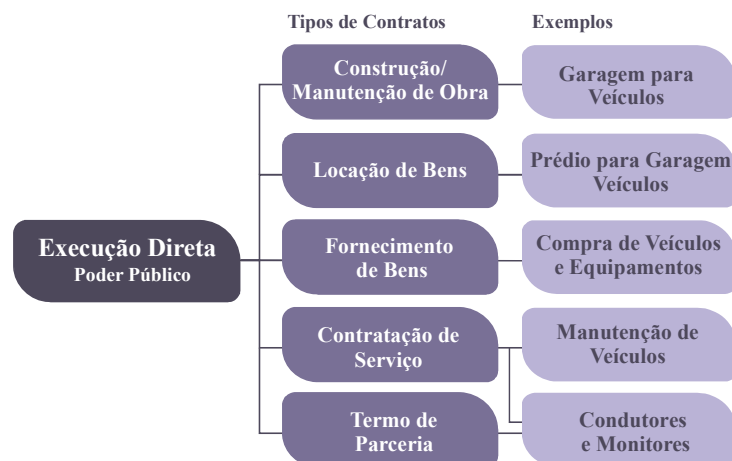 Tipos de Contratos
Exemplos
Execução Direta
Poder Público
Construção/
Manutenção de Obra
Garagem para
Veículos
Locação de Bens
Prédio para Garagem
Veículos
Fornecimento
de Bens
Compra de Veículos
e Equipamentos
Contratação de
Serviço
Manutenção de
Veículos
Termo de
Parceria
Condutores
e Monitores